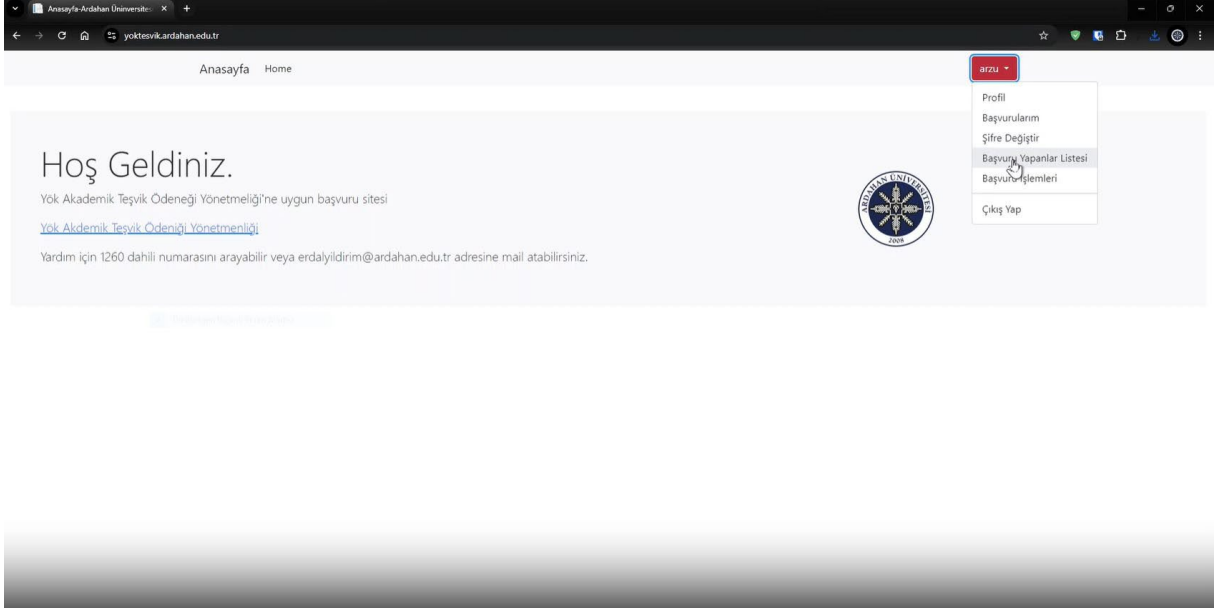 Anasayfa-Ardahan Üninversites
yoktesvik.ardahan.edu.tr
Anasayfa Home
arzu
Profil
Başvurularım
Şifre Değiştir
Başvuru Yapanlar Listesi
Başvuru İşlemleri
Çıkış Yap
Hoş Geldiniz.
Yök Akademik Teşvik Ödeneği Yönetmeliği'ne uygun başvuru sitesi
Yök Akdemik Teşvik Ödeniği Yönetmenliği
Yardım için 1260 dahili numarasını arayabilir veya erdalyildirim@ardahan.edu.tr adresine mail atabilirsiniz.
ARDAHAN ÜNİVERSİTESİ
2008